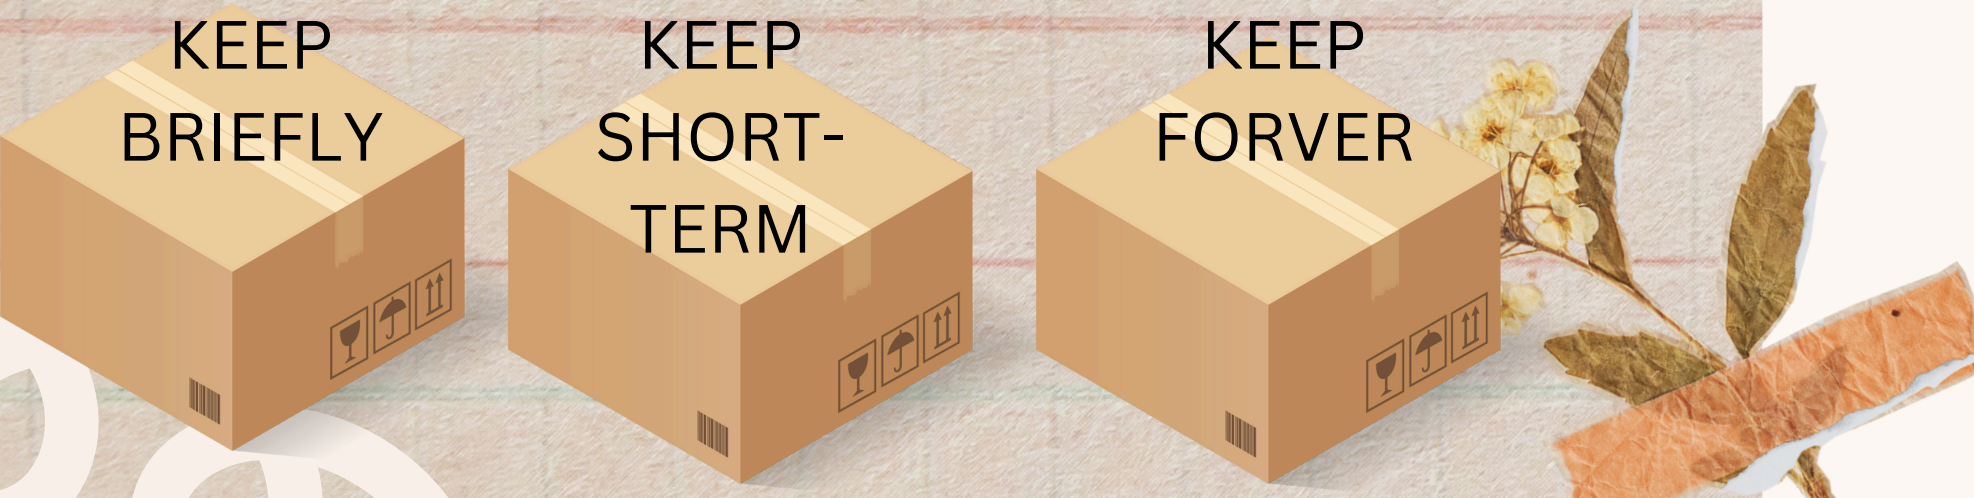 KEEP
BRIEFLY
KEEP
SHORT-
TERM
KEEP
FORVER